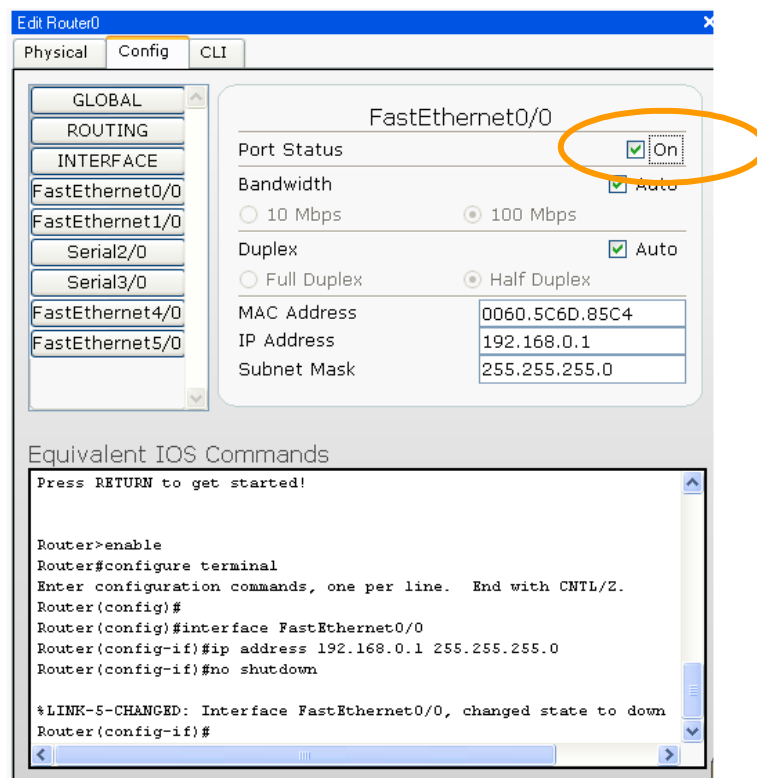 Edit Router0
Physical Config CLI
GLOBAL
ROUTING
INTERFACE
FastEthernet0/0
FastEthernet1/0
Serial2/0
Serial3/0
FastEthernet4/0
FastEthernet5/0
FastEthernet0/0
Port Status On
Bandwidth Auto
10 Mbps 100 Mbps
Duplex Auto
Full Duplex Half Duplex
MAC Address 0060.5C6D.85C4
IP Address 192.168.0.1
Subnet Mask 255.255.255.0
Equivalent IOS Commands
Press RETURN to get started!
Router>enable
Router#configure terminal
Enter configuration commands, one per line. End with CNTL/Z.
Router(config)#
Router(config)#interface FastEthernet0/0
Router(config-if)#ip address 192.168.0.1 255.255.255.0
Router(config-if)#no shutdown
%LINK-5-CHANGED: Interface FastEthernet0/0, changed state to down
Router(config-if)#